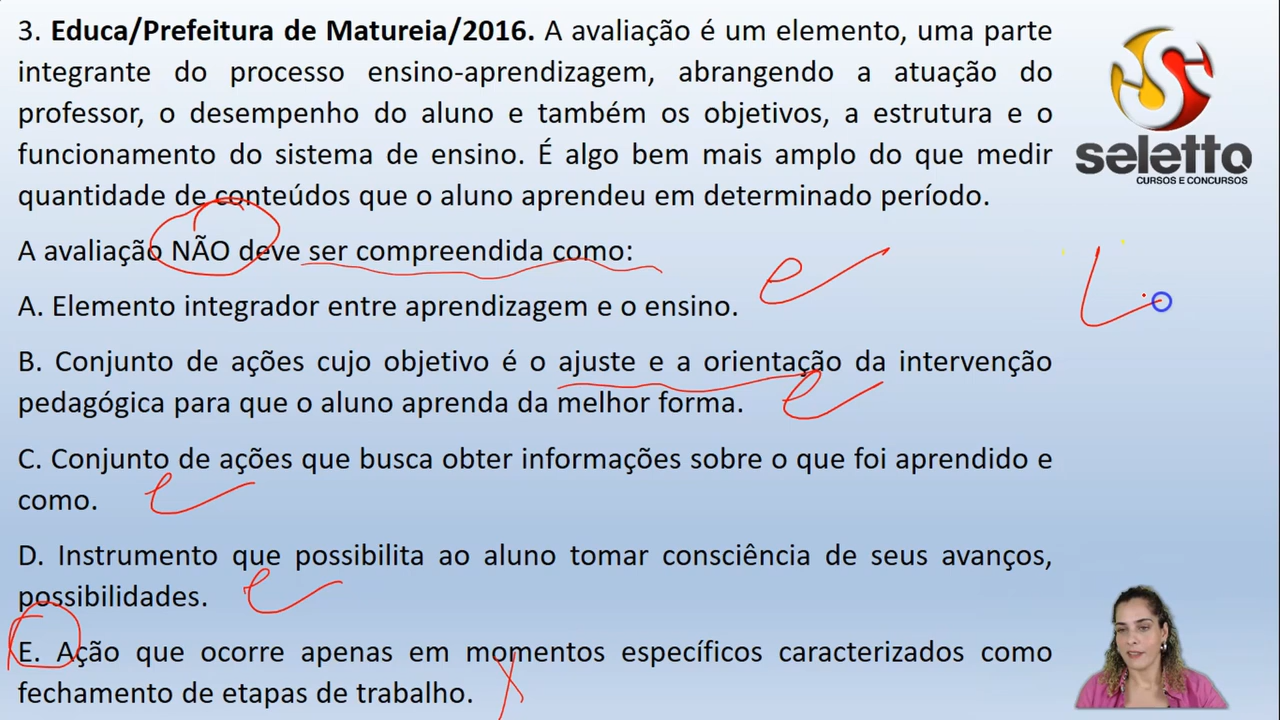 3. Educa/Prefeitura de Matureia/2016. A avaliação é um elemento, uma parte
integrante do processo ensino-aprendizagem, abrangendo a atuação do
professor, o desempenho do aluno e também os objetivos, a estrutura e o
funcionamento do sistema de ensino. É algo bem mais amplo do que medir
quantidade de conteúdos que o aluno aprendeu em determinado período.
seletto
CURSOS E CONCURSOS
A avaliação NÃO deve ser compreendida como:
A. Elemento integrador entre aprendizagem e o ensino.
B. Conjunto de ações cujo objetivo é o ajuste e a orientação da intervenção
pedagógica para que o aluno aprenda da melhor forma.
C. Conjunto de ações que busca obter informações sobre o que foi aprendido e
como.
D. Instrumento que possibilita ao aluno tomar consciência de seus avanços,
possibilidades.
E. Ação que ocorre apenas em momentos específicos caracterizados como
fechamento de etapas de trabalho.